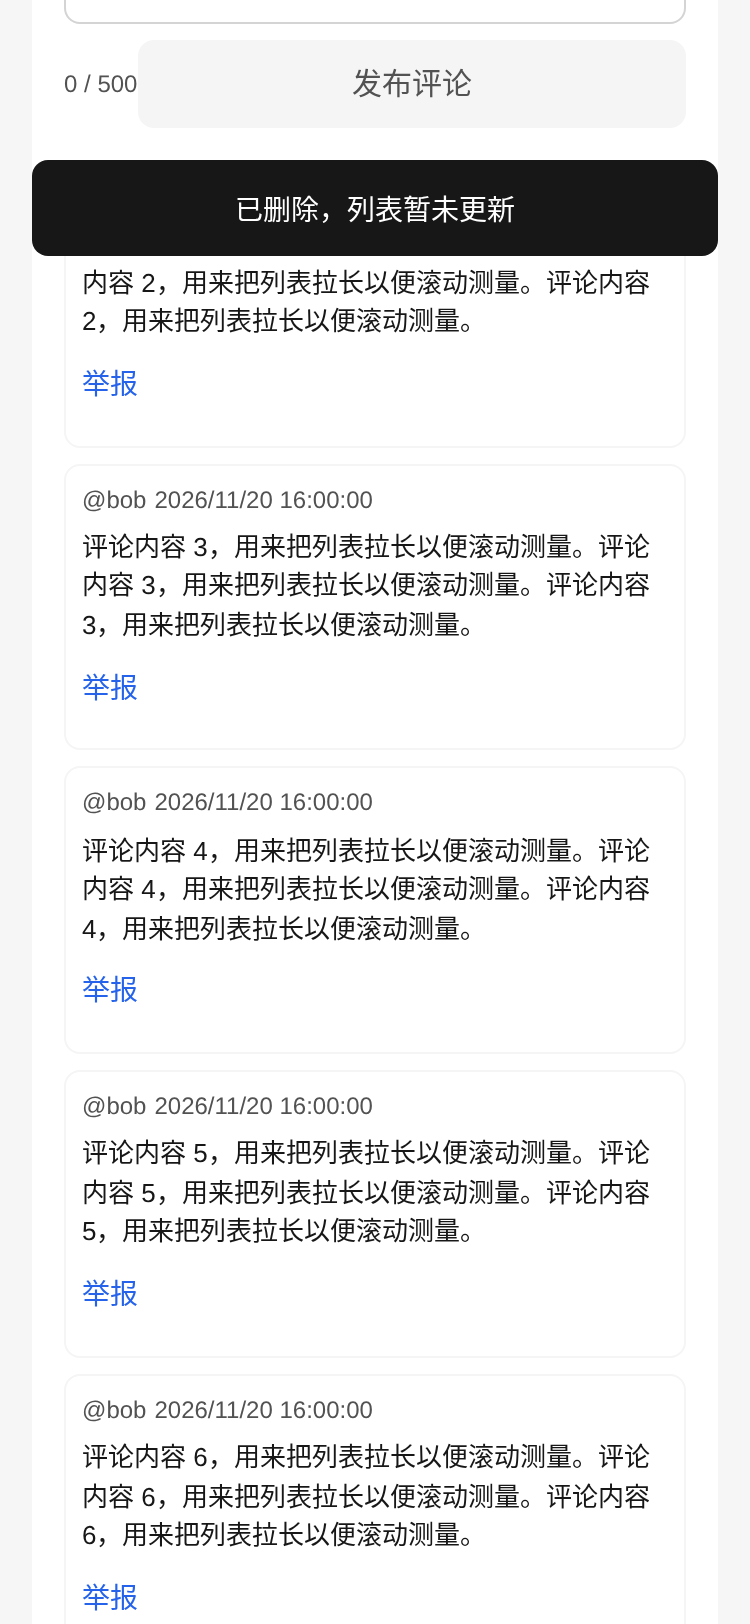 0 / 500
发布评论
已删除，列表暂未更新
内容 2，用来把列表拉长以便滚动测量。评论内容
2，用来把列表拉长以便滚动测量。
举报
@bob 2026/11/20 16:00:00
评论内容 3，用来把列表拉长以便滚动测量。评论
内容 3，用来把列表拉长以便滚动测量。评论内容
3，用来把列表拉长以便滚动测量。
举报
@bob 2026/11/20 16:00:00
评论内容 4，用来把列表拉长以便滚动测量。评论
内容 4，用来把列表拉长以便滚动测量。评论内容
4，用来把列表拉长以便滚动测量。
举报
@bob 2026/11/20 16:00:00
评论内容 5，用来把列表拉长以便滚动测量。评论
内容 5，用来把列表拉长以便滚动测量。评论内容
5，用来把列表拉长以便滚动测量。
举报
@bob 2026/11/20 16:00:00
评论内容 6，用来把列表拉长以便滚动测量。评论
内容 6，用来把列表拉长以便滚动测量。评论内容
6，用来把列表拉长以便滚动测量。
举报